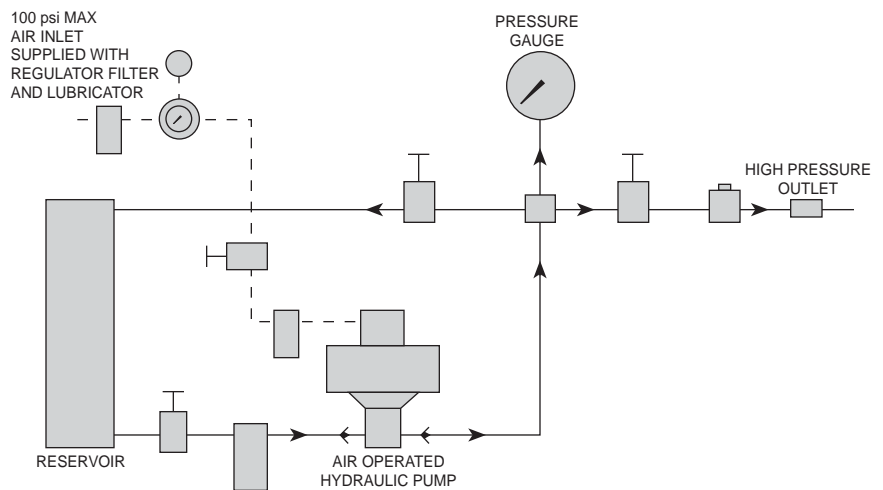 100 psi MAX
AIR INLET
SUPPLIED WITH
REGULATOR FILTER
AND LUBRICATOR
PRESSURE
GAUGE
HIGH PRESSURE
OUTLET
RESERVOIR
AIR OPERATED
HYDRAULIC PUMP